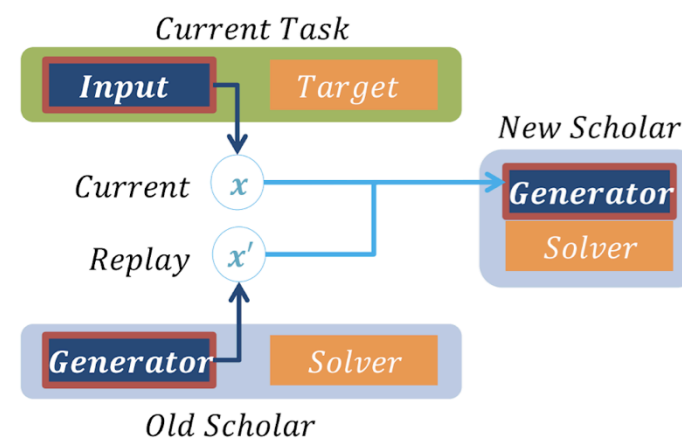 Current Task
Input
Target
New Scholar
Current
x
Generator
Replay
x′
Solver
Generator
Solver
Old Scholar